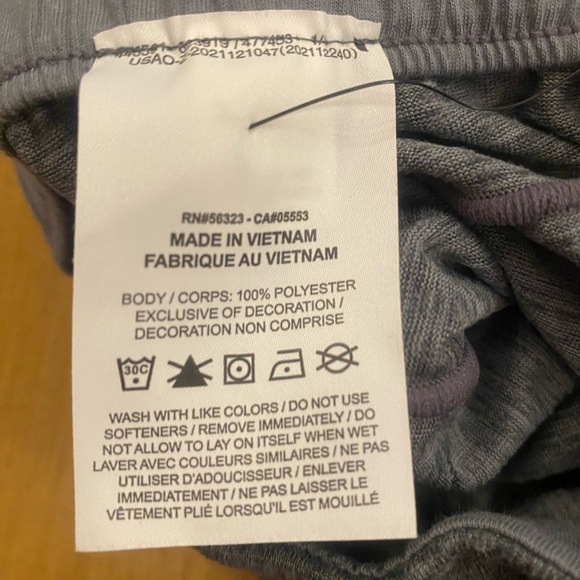 USAO-
2021121047(202112240)
RN#56323 - CA#05553
MADE IN VIETNAM
FABRIQUE AU VIETNAM
BODY / CORPS: 100% POLYESTER
EXCLUSIVE OF DECORATION /
DECORATION NON COMPRISE
30C
WASH WITH LIKE COLORS / DO NOT USE
SOFTENERS / REMOVE IMMEDIATELY / DO
NOT ALLOW TO LAY ON ITSELF WHEN WET
LAVER AVEC COULEURS SIMILAIRES / NE PAS
UTILISER D'ADOUCISSEUR / ENLEVER
IMMEDIATEMENT / NE PAS LAISSER LE
VÊTEMENT PLIÉ LORSQU'IL EST MOUILLÉ